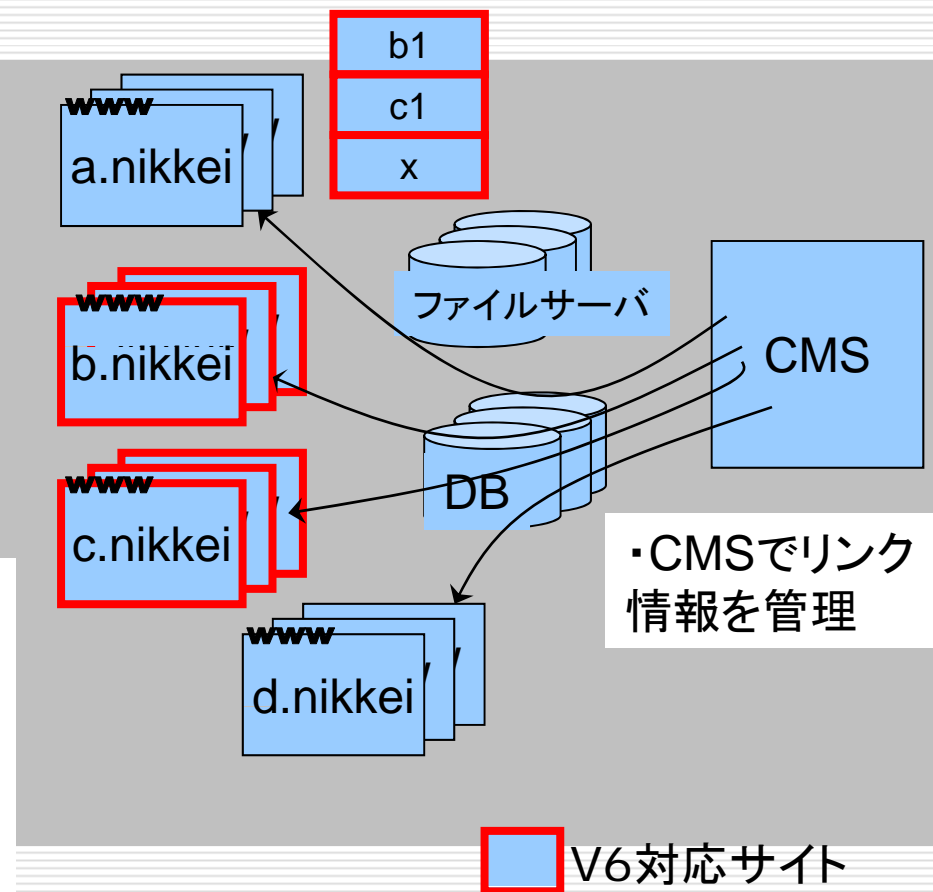 b1
c1
x
www
a.nikkei
ファイルサーバ
www
b.nikkei
CMS
www
c.nikkei
DB
・CMSでリンク
情報を管理
www
d.nikkei
V6対応サイト